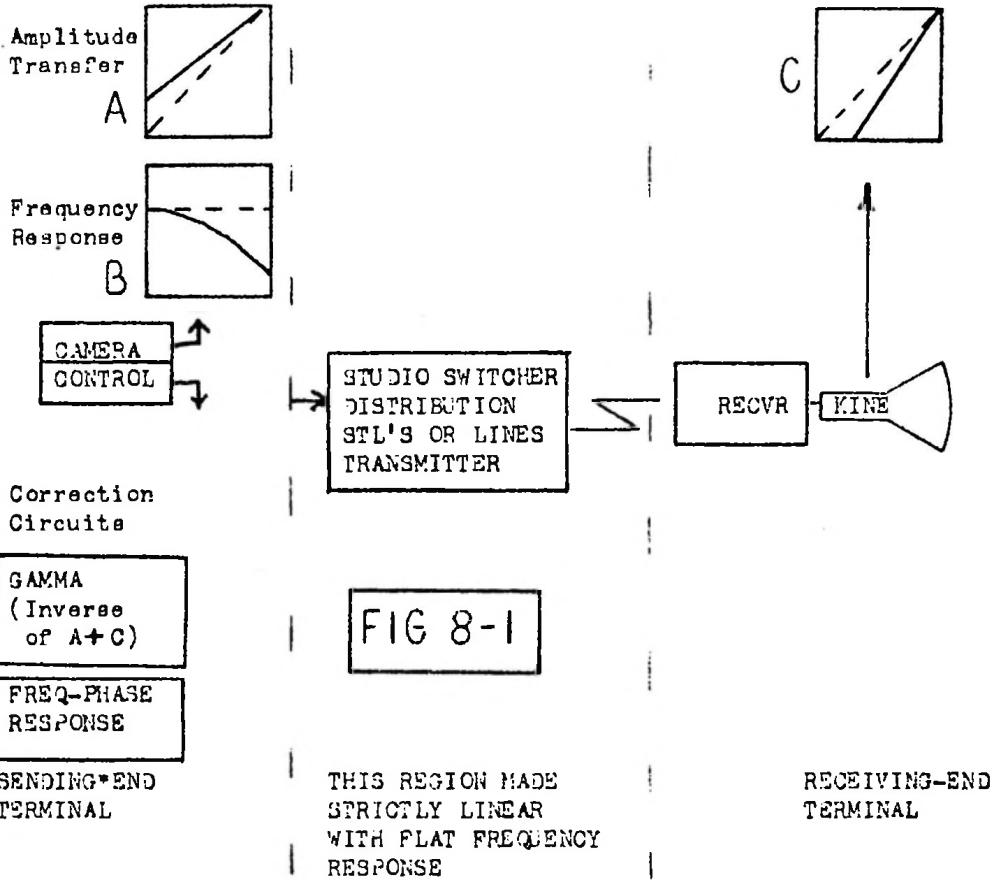 Amplitude
Transfer
A
C
Frequency
Response
B
CAMERA
CONTROL
STUDIO SWITCHER
DISTRIBUTION
STL'S OR LINES
TRANSMITTER
RECVR
KINE
Correction
Circuits
GAMMA
(Inverse
of A+C)
FIG 8-1
FREQ-PHASE
RESPONSE
SENDING*END
TERMINAL
THIS REGION MADE
STRICTLY LINEAR
WITH FLAT FREQUENCY
RESPONSE
RECEIVING-END
TERMINAL